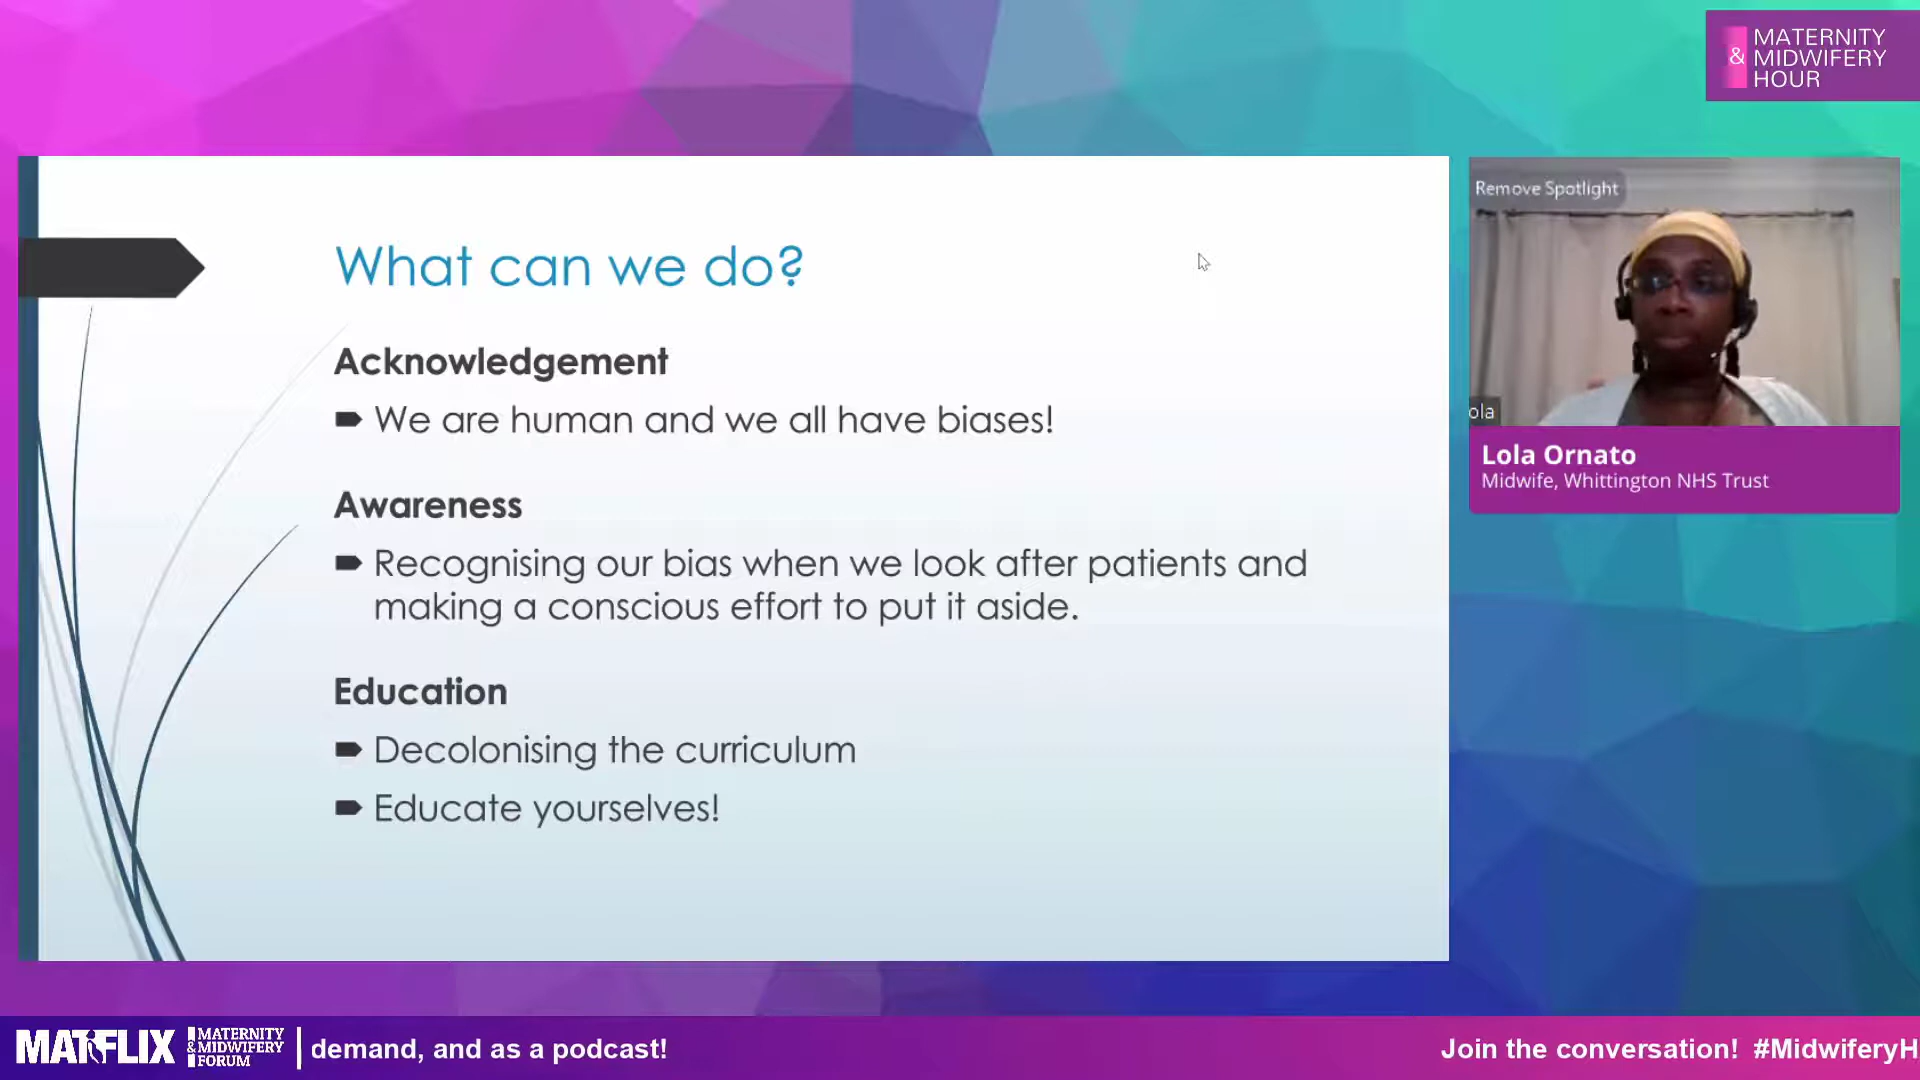 MATERNITY
& MIDWIFERY
HOUR
Remove Spotlight
What can we do?
Acknowledgement
We are human and we all have biases!
Awareness
Recognising our bias when we look after patients and
making a conscious effort to put it aside.
Education
Decolonising the curriculum
Educate yourselves!
ola
Lola Ornato
Midwife, Whittington NHS Trust
MATFLIX
MATERNITY
& MIDWIFERY
FORUM
demand, and as a podcast!
Join the conversation! #MidwiferyH